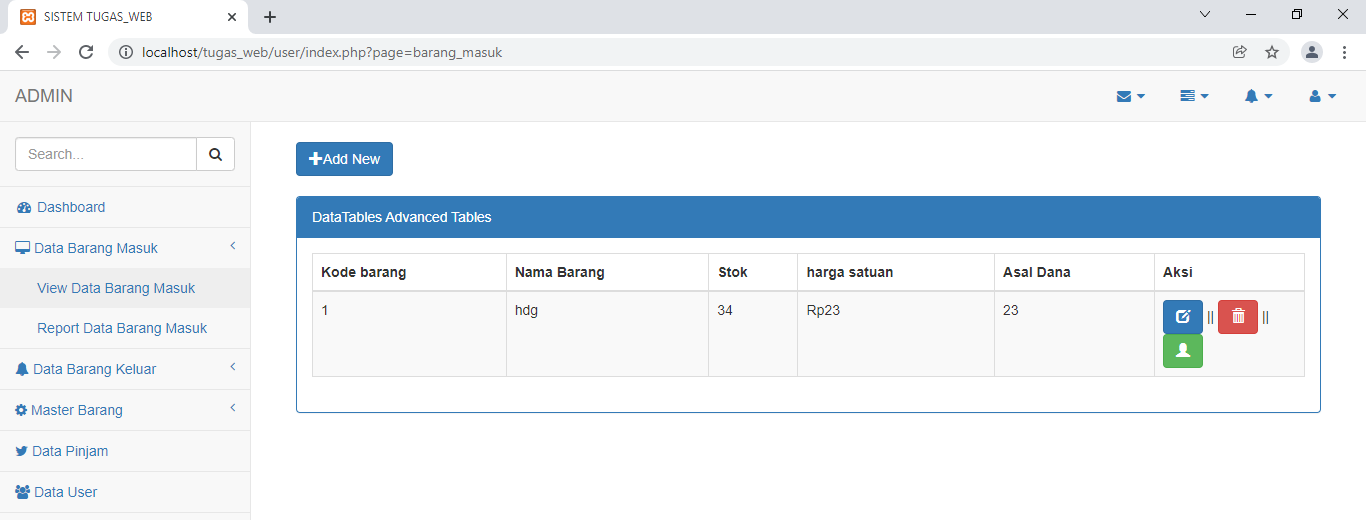 SISTEM TUGAS_WEB
localhost/tugas_web/user/index.php?page=barang_masuk
ADMIN
Search...
Dashboard
Data Barang Masuk
View Data Barang Masuk
Report Data Barang Masuk
Data Barang Keluar
Master Barang
Data Pinjam
Data User
Add New
DataTables Advanced Tables
Kode barang Nama Barang Stok harga satuan Asal Dana Aksi
1 hdg 34 Rp23 23 || ||